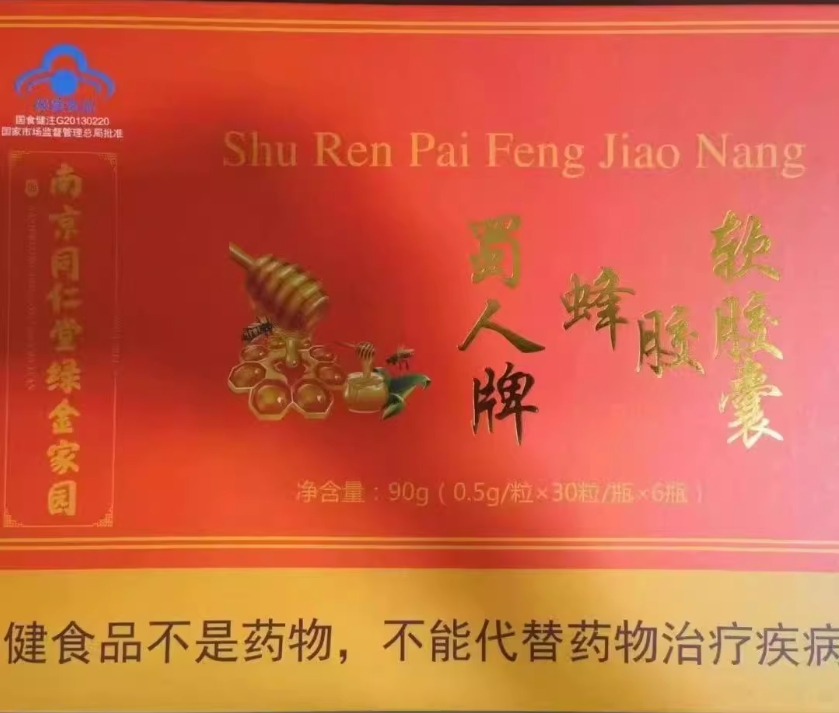 保健食品
国食健注G20130220
国家市场监督管理总局批准
南京同仁堂绿金家园
Shu Ren Pai Feng Jiao Nang
蜀人牌
蜂胶
软胶囊
净含量：90g（0.5g/粒×30粒/瓶×6瓶）
健食品不是药物，不能代替药物治疗疾病